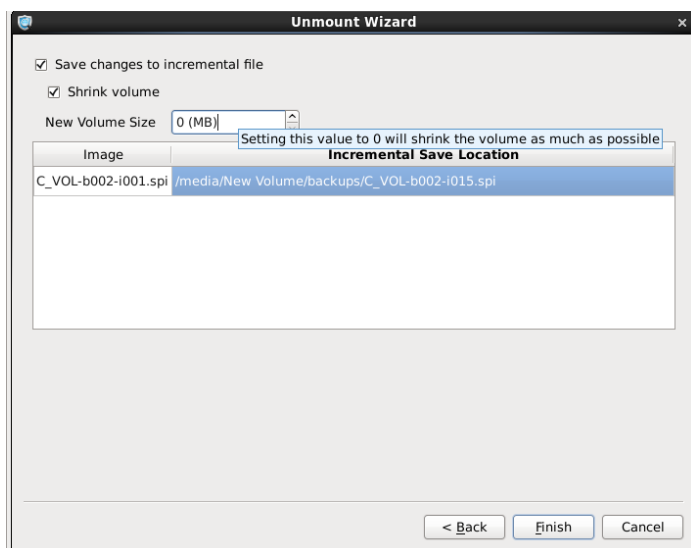 Unmount Wizard
Save changes to incremental file
Shrink volume
New Volume Size 0 (MB)
Setting this value to 0 will shrink the volume as much as possible
Image Incremental Save Location
C_VOL-b002-i001.spi /media/New Volume/backups/C_VOL-b002-i015.spi
< Back Finish Cancel